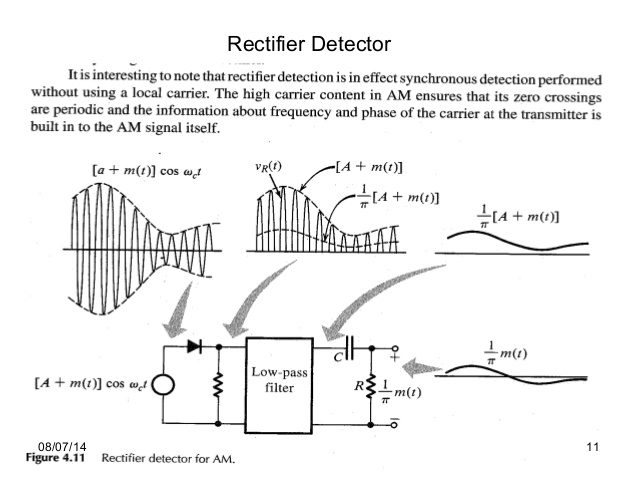 Rectifier Detector
It is interesting to note that rectifier detection is in effect synchronous detection performed
without using a local carrier. The high carrier content in AM ensures that its zero crossings
are periodic and the information about frequency and phase of the carrier at the transmitter is
built in to the AM signal itself.
[a + m(t)] cos ω_c t
v_R(t)
[A + m(t)]
1/π [A + m(t)]
1/π [A + m(t)]
[A + m(t)] cos ω_c t
Low-pass
filter
C
R
1/π m(t)
+
−
1/π m(t)
08/07/14
11
Figure 4.11 Rectifier detector for AM.